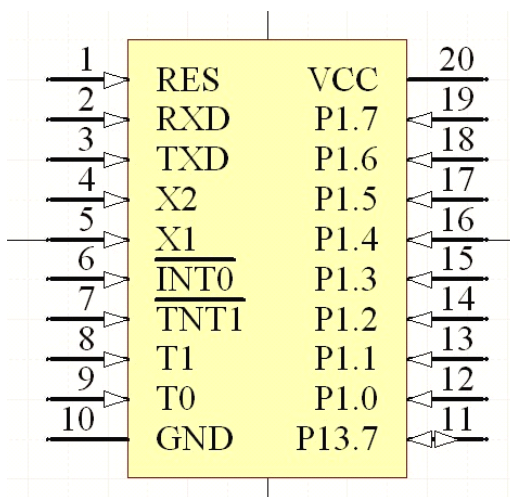 1 RES VCC 20
2 RXD P1.7 19
3 TXD P1.6 18
4 X2 P1.5 17
5 X1 P1.4 16
6 INT0 P1.3 15
7 TNT1 P1.2 14
8 T1 P1.1 13
9 T0 P1.0 12
10 GND P13.7 11